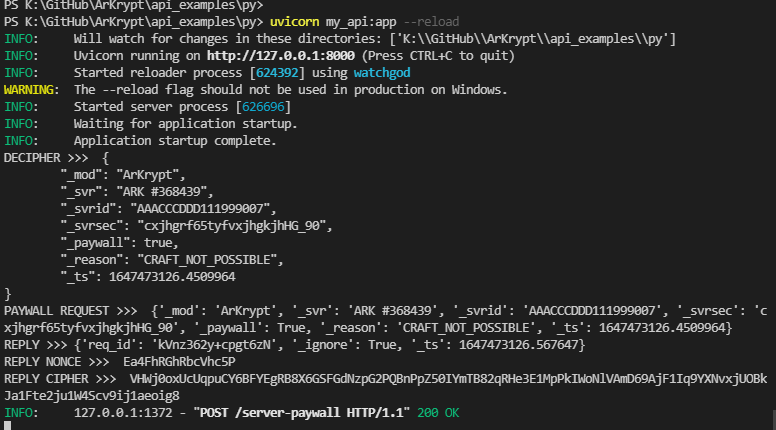 PS K:\GitHub\ArKrypt\api_examples\py>
PS K:\GitHub\ArKrypt\api_examples\py> uvicorn my_api:app --reload
INFO:     Will watch for changes in these directories: ['K:\\GitHub\\ArKrypt\\api_examples\\py']
INFO:     Uvicorn running on http://127.0.0.1:8000 (Press CTRL+C to quit)
INFO:     Started reloader process [624392] using watchgod
WARNING:  The --reload flag should not be used in production on Windows.
INFO:     Started server process [626696]
INFO:     Waiting for application startup.
INFO:     Application startup complete.
DECIPHER >>>  {
        "_mod": "ArKrypt",
        "_svr": "ARK #368439",
        "_svrid": "AAACCCDDD111999007",
        "_svrsec": "cxjhgrf65tyfvxjhgkjhHG_90",
        "_paywall": true,
        "_reason": "CRAFT_NOT_POSSIBLE",
        "_ts": 1647473126.4509964
}
PAYWALL REQUEST >>>  {'_mod': 'ArKrypt', '_svr': 'ARK #368439', '_svrid': 'AAACCCDDD111999007', '_svrsec': 'c
xjhgrf65tyfvxjhgkjhHG_90', '_paywall': True, '_reason': 'CRAFT_NOT_POSSIBLE', '_ts': 1647473126.4509964}
REPLY >>> {'req_id': 'kVnz362y+cpgt6zN', '_ignore': True, '_ts': 1647473126.567647}
REPLY NONCE >>>  Ea4FhRGhRbcVhc5P
REPLY CIPHER >>>  VHWj0oxUcUqpuCY6BFYEgRB8X6GSFGdNzpG2PQBnPpZ50IYmTB82qRHe3E1MpPkIWoNlVAmD69AjF1Iq9YXNvxjUOBk
Ja1Fte2ju1W4Scv9ij1aeoig8
INFO:     127.0.0.1:1372 - "POST /server-paywall HTTP/1.1" 200 OK